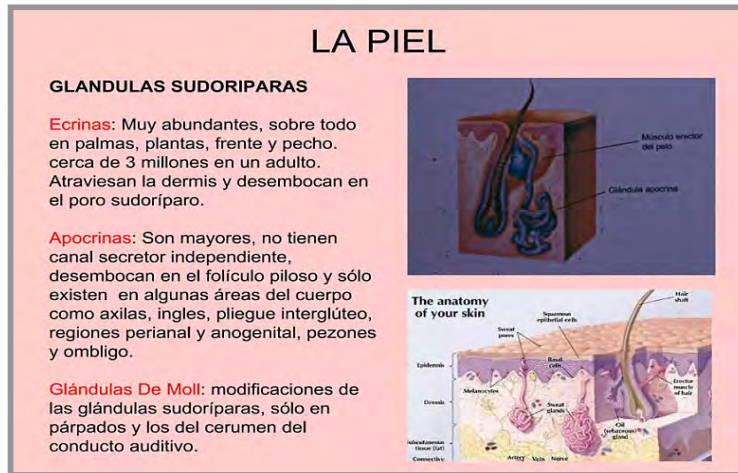 LA PIEL
GLANDULAS SUDORIPARAS
Ecrinas: Muy abundantes, sobre todo
en palmas, plantas, frente y pecho.
cerca de 3 millones en un adulto.
Atraviesan la dermis y desembocan en
el poro sudoríparo.
Apocrinas: Son mayores, no tienen
canal secretor independiente,
desembocan en el folículo piloso y sólo
existen en algunas áreas del cuerpo
como axilas, ingles, pliegue interglúteo,
regiones perianal y anogenital, pezones
y ombligo.
Glándulas De Moll: modificaciones de
las glándulas sudoríparas, sólo en
párpados y los del cerumen del
conducto auditivo.
Músculo erector
del pelo
Glándula apocrina
The anatomy
of your skin
Hair
shaft
Squamous
epithelial cells
Sweat
pores
Basal
cells
Epidermis
Melanocytes
Erector
muscle
of hair
Dermis
Sweat
glands
Oil
(sebaceous)
gland
Subcutaneous
tissue (fat)
Connective
Artery
Vein
Nerve